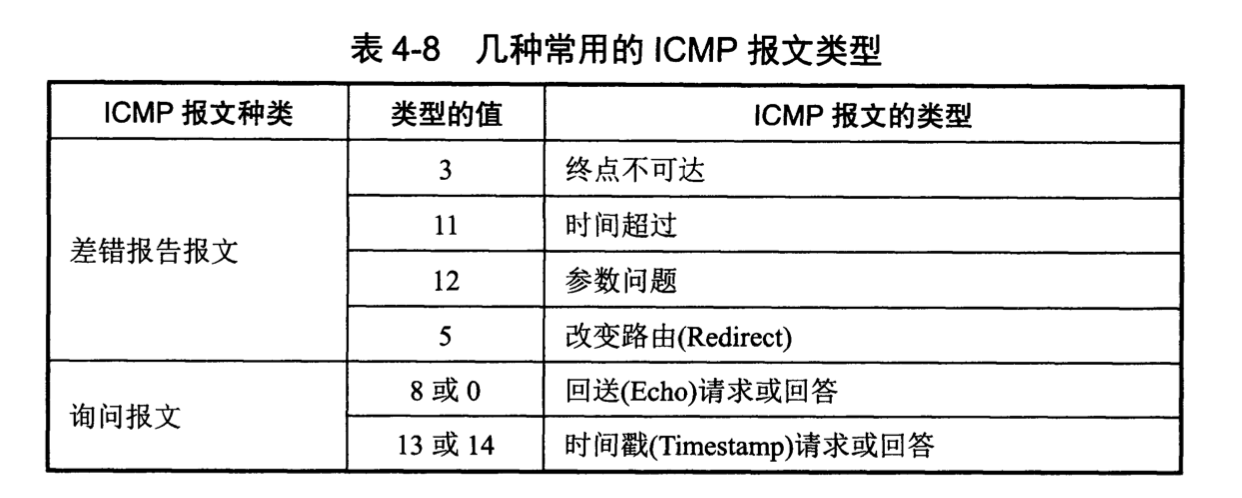 表 4-8 几种常用的 ICMP 报文类型
ICMP 报文种类 类型的值 ICMP 报文的类型
差错报告报文
3 终点不可达
11 时间超过
12 参数问题
5 改变路由(Redirect)
询问报文
8 或 0 回送(Echo)请求或回答
13 或 14 时间戳(Timestamp)请求或回答